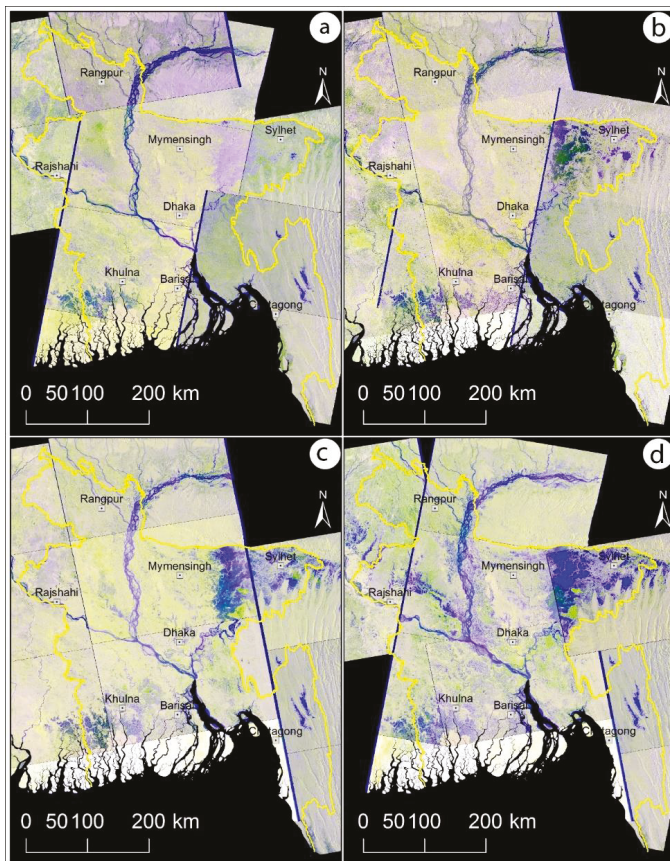 a
N
Rangpur
Mymensingh
Sylhet
Rajshahi
Dhaka
Khulna
Barisal
Chittagong
0 50 100 200 km
b
N
Rangpur
Mymensingh
Sylhet
Rajshahi
Dhaka
Khulna
Barisal
Chittagong
0 50 100 200 km
c
N
Rangpur
Mymensingh
Sylhet
Rajshahi
Dhaka
Khulna
Barisal
Chittagong
0 50 100 200 km
d
N
Rangpur
Mymensingh
Sylhet
Rajshahi
Dhaka
Khulna
Barisal
Chittagong
0 50 100 200 km